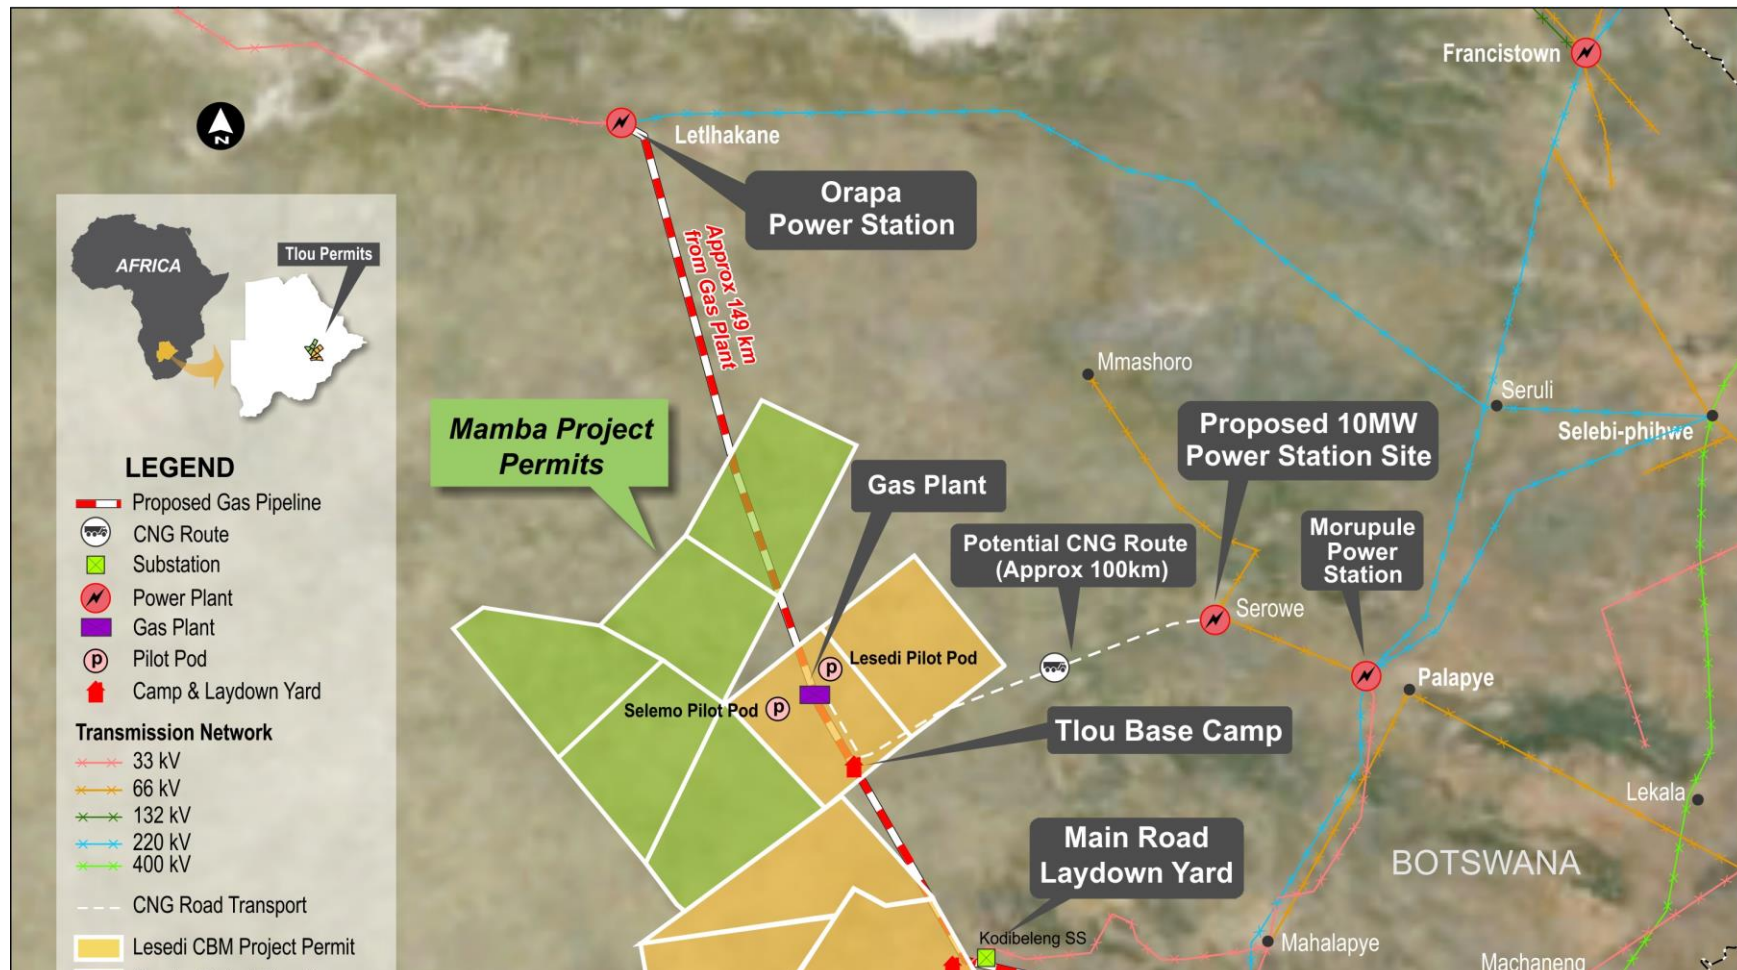 Francistown
Letlhakane
N
Orapa
Power Station
Tlou Permits
AFRICA
Approx 149 km
from Gas Plant
Mmashoro
Seruli
Selebi-phihwe
Mamba Project
Permits
Proposed 10MW
Power Station Site
Gas Plant
Potential CNG Route
(Approx 100km)
Morupule
Power
Station
Serowe
Lesedi Pilot Pod
P
Selemo Pilot Pod
P
Palapye
Tlou Base Camp
Lekala
Main Road
Laydown Yard
BOTSWANA
Kodibeleng SS
Mahalapye
Machaneng
LEGEND
Proposed Gas Pipeline
CNG Route
Substation
Power Plant
Gas Plant
P
Pilot Pod
Camp & Laydown Yard
Transmission Network
33 kV
66 kV
132 kV
220 kV
400 kV
CNG Road Transport
Lesedi CBM Project Permit